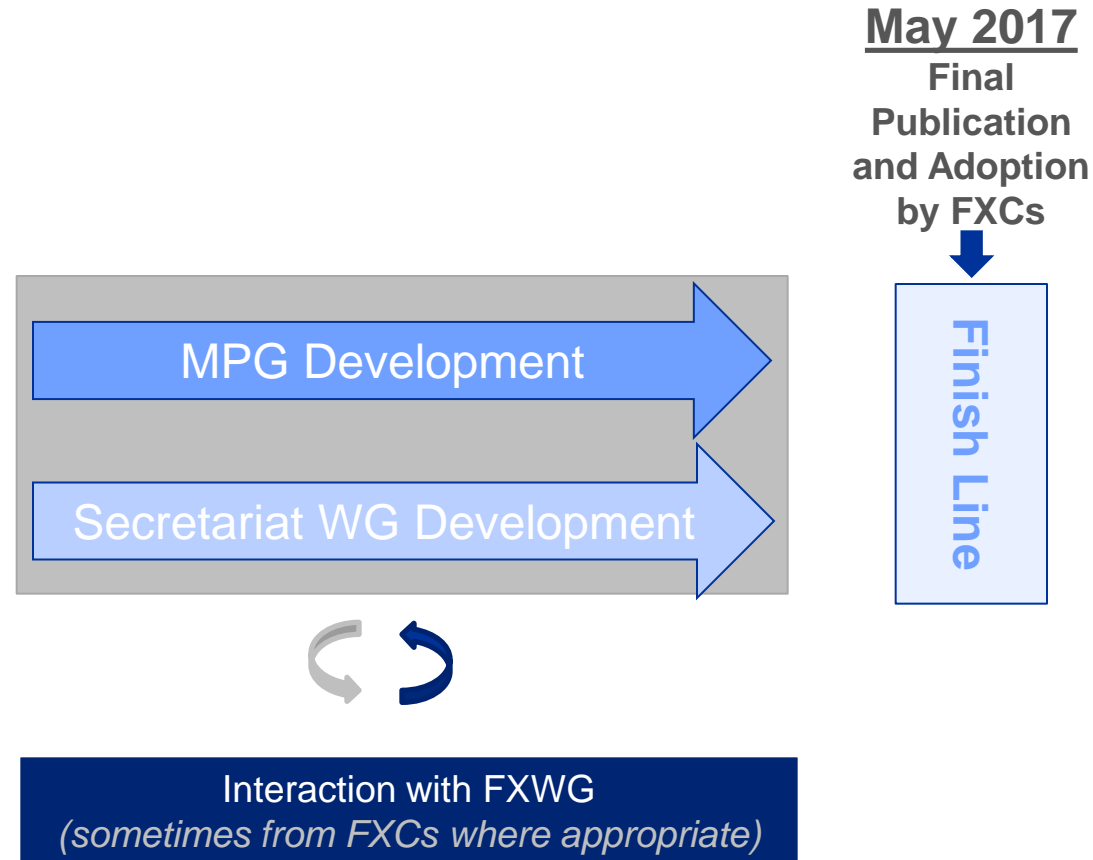 May 2017
Final
Publication
and Adoption
by FXCs
MPG Development
Secretariat WG Development
Finish Line
Interaction with FXWG
(sometimes from FXCs where appropriate)